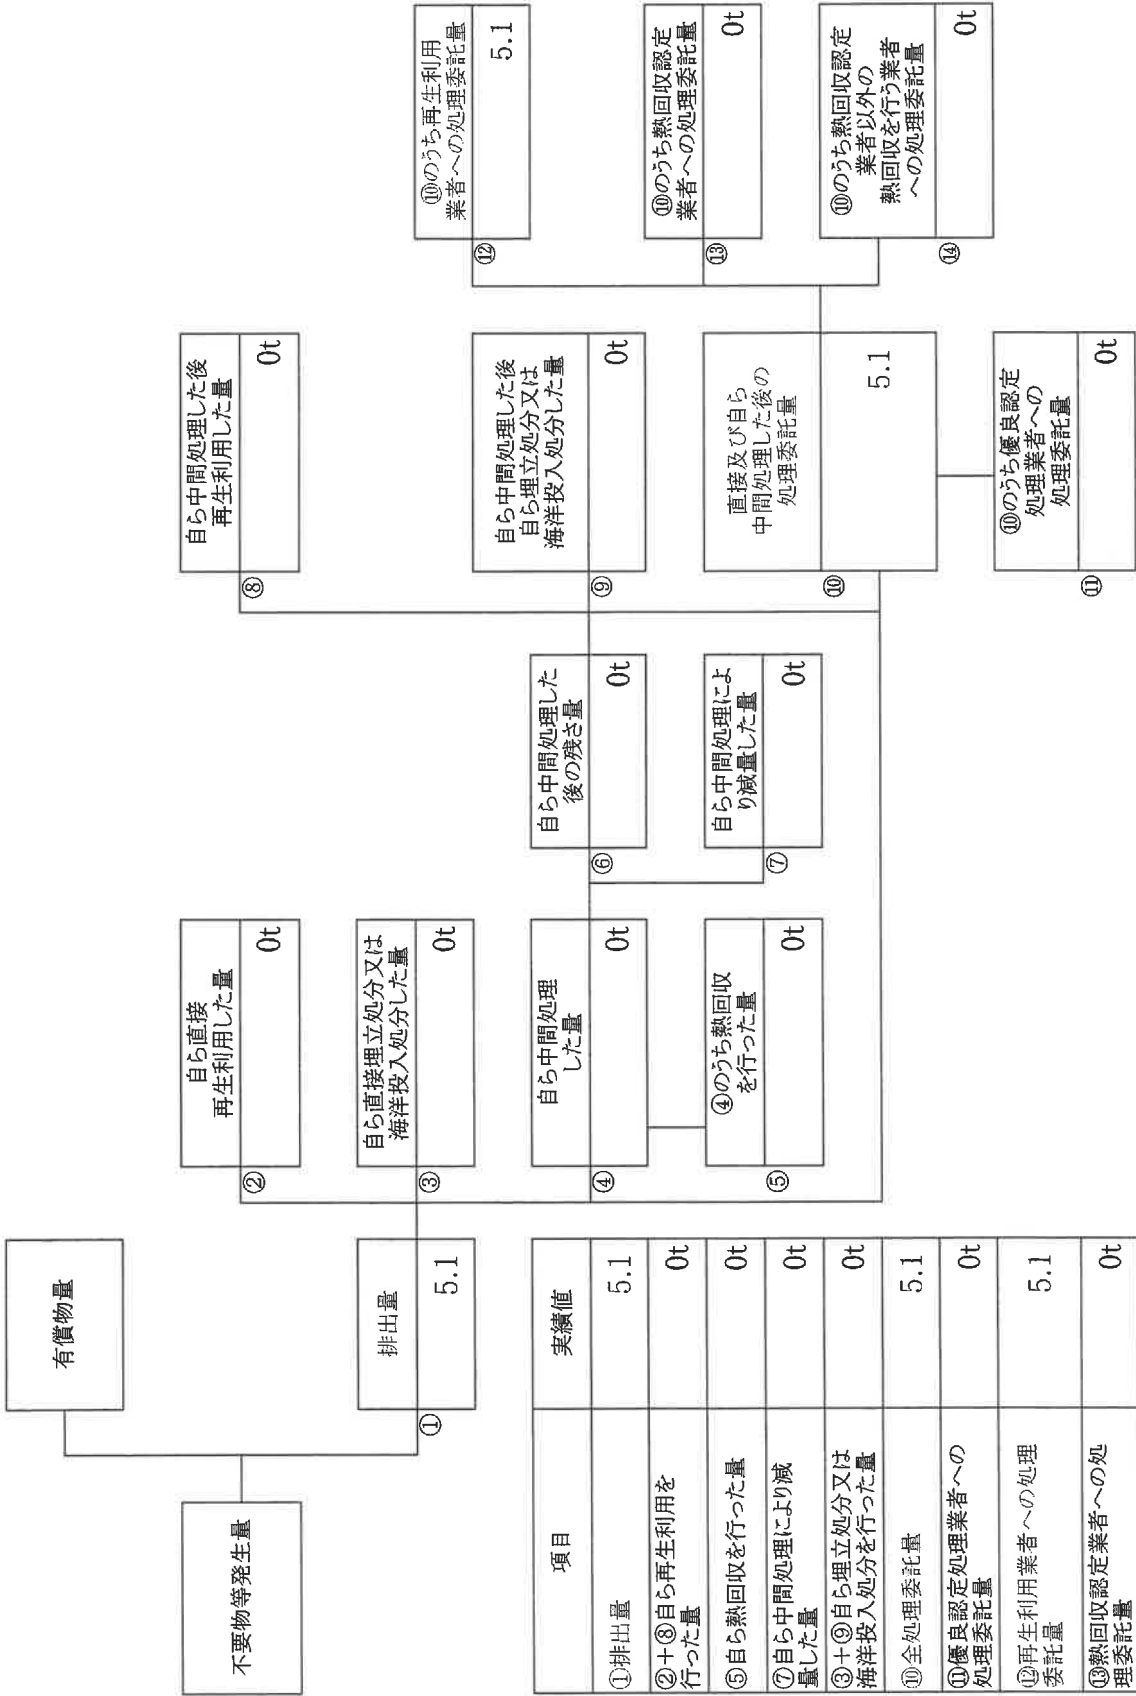 不要物等発生量
有償物量
排出量
①
5.1
自ら直接
再生利用した量
②
0t
自ら直接埋立処分又は
海洋投入処分した量
③
0t
自ら中間処理
した量
④
0t
④のうち熱回収
を行った量
⑤
0t
自ら中間処理した
後の残さ量
⑥
0t
自ら中間処理によ
り減量した量
⑦
0t
自ら中間処理した後
再生利用した量
⑧
0t
自ら中間処理した後
自ら埋立処分又は
海洋投入処分した量
⑨
0t
直接及び自ら
中間処理した後の
処理委託量
⑩
5.1
⑩のうち優良認定
処理業者への
処理委託量
⑪
0t
⑩のうち再生利用
業者への処理委託量
⑫
5.1
⑩のうち熱回収認定
業者への処理委託量
⑬
0t
⑩のうち熱回収認定
業者以外の
熱回収を行う業者
への処理委託量
⑭
0t
項目 実績値
①排出量 5.1
②+⑧自ら再生利用を
行った量 0t
⑤自ら熱回収を行った量 0t
⑦自ら中間処理により減
量した量 0t
③+⑨自ら埋立処分又は
海洋投入処分を行った量 0t
⑩全処理委託量 5.1
⑪優良認定処理業者への
処理委託量 0t
⑫再生利用業者への処理
委託量 5.1
⑬熱回収認定業者への処
理委託量 0t